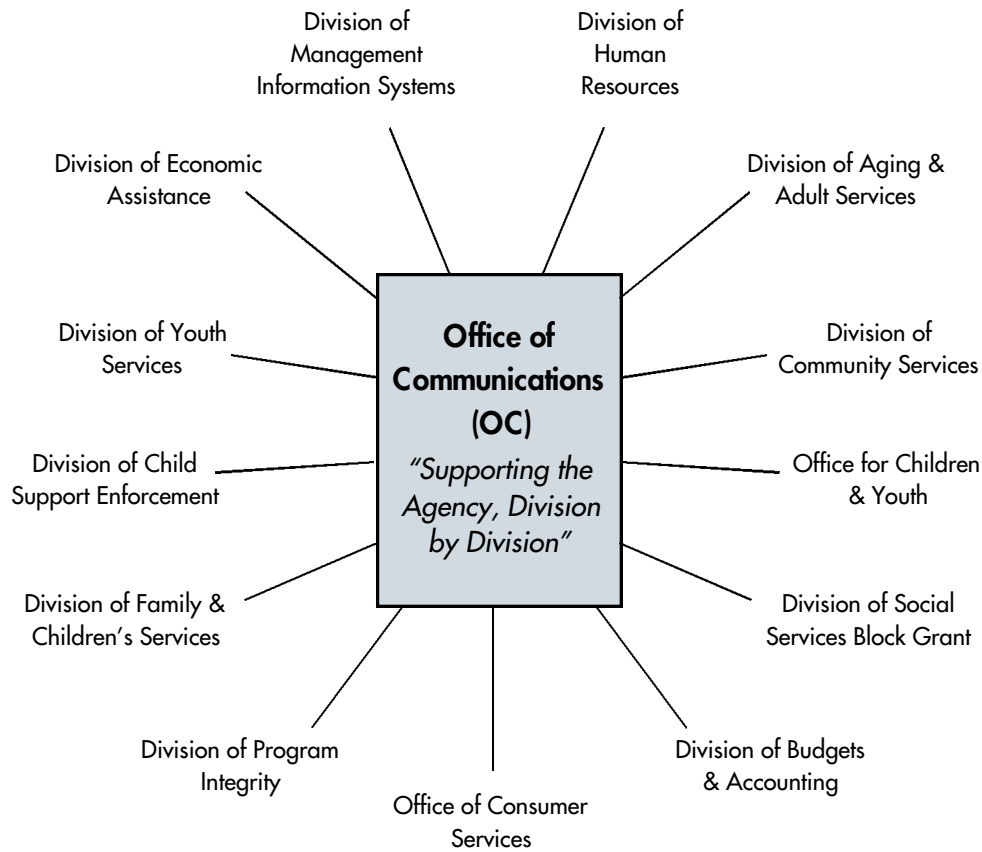 Division of
Management
Information Systems
Division of
Human
Resources
Division of Economic
Assistance
Division of Aging &
Adult Services
Division of Youth
Services
Division of
Community Services
Office of
Communications
(OC)
“Supporting the
Agency, Division
by Division”
Division of Child
Support Enforcement
Office for Children
& Youth
Division of Family &
Children’s Services
Division of Social
Services Block Grant
Division of Program
Integrity
Division of Budgets
& Accounting
Office of Consumer
Services